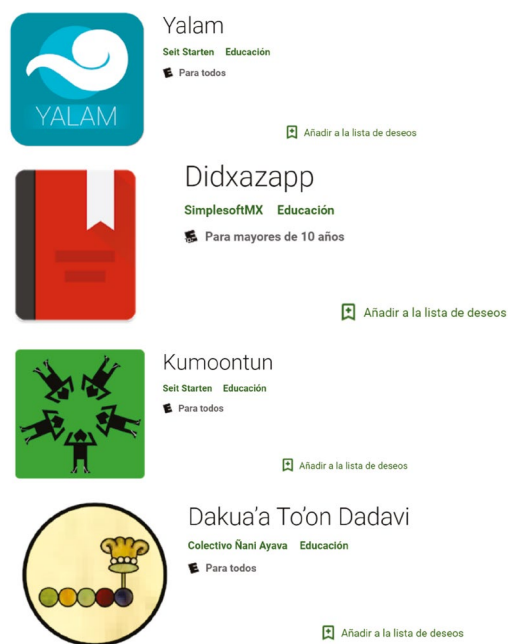 Yalam
Seit Starten Educación
E Para todos
YALAM
Añadir a la lista de deseos
Didxazapp
SimplesoftMX Educación
Para mayores de 10 años
Añadir a la lista de deseos
Kumoontun
Seit Starten Educación
E Para todos
Añadir a la lista de deseos
Dakua'a To'on Dadavi
Colectivo Ñani Ayava Educación
E Para todos
Añadir a la lista de deseos